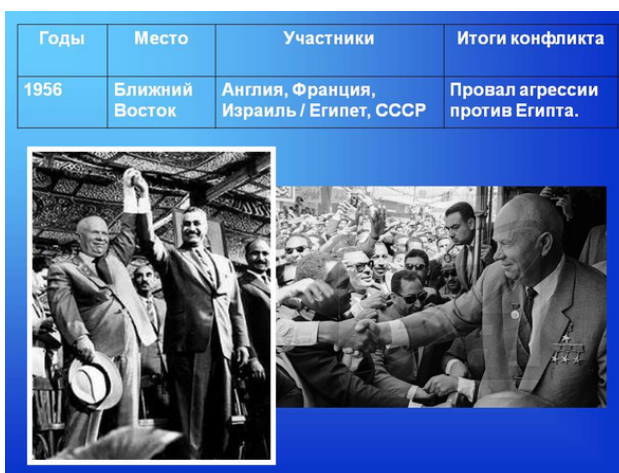 Годы
Место
Участники
Итоги конфликта
1956
Ближний
Восток
Англия, Франция,
Израиль / Египет, СССР
Провал агрессии
против Египта.